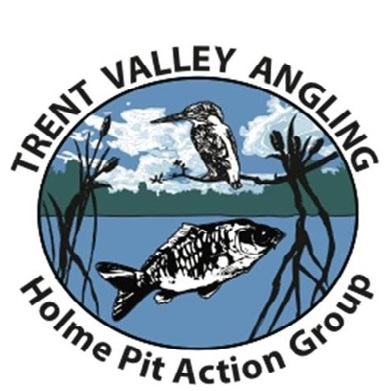 TRENT VALLEY ANGLING
Holme Pit Action Group